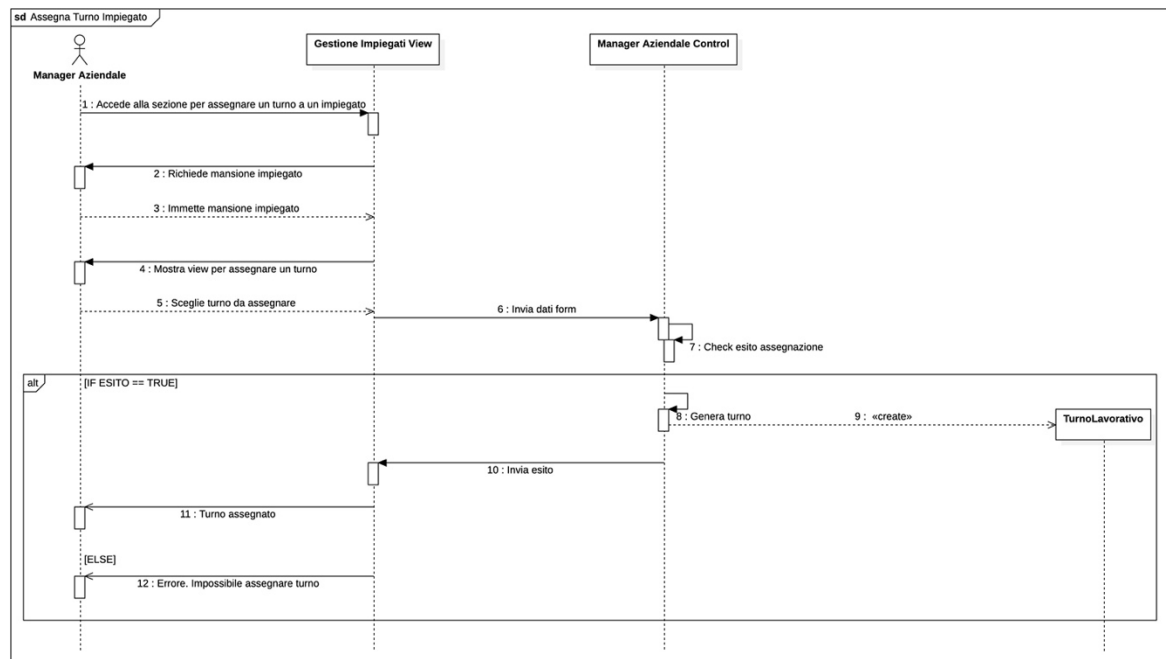 sd Assegna Turno Impiegato
Manager Aziendale
Gestione Impiegati View
Manager Aziendale Control
1 : Accede alla sezione per assegnare un turno a un impiegato
2 : Richiede mansione impiegato
3 : Immette mansione impiegato
4 : Mostra view per assegnare un turno
5 : Sceglie turno da assegnare
6 : Invia dati form
7 : Check esito assegnazione
alt
[IF ESITO == TRUE]
8 : Genera turno
9 : «create»
TurnoLavorativo
10 : Invia esito
11 : Turno assegnato
[ELSE]
12 : Errore. Impossibile assegnare turno